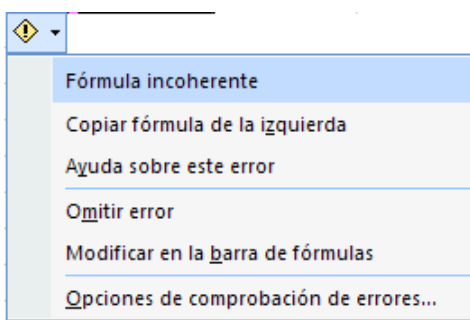 Fórmula incoherente
Copiar fórmula de la izquierda
Ayuda sobre este error
Omitir error
Modificar en la barra de fórmulas
Opciones de comprobación de errores...